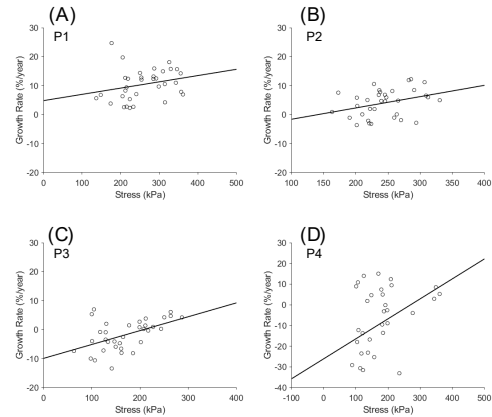 (A)
P1
Growth Rate (%/year)
30
20
10
0
-10
-20
0 100 200 300 400 500
Stress (kPa)
(B)
P2
Growth Rate (%/year)
30
20
10
0
-10
-20
100 150 200 250 300 350 400
Stress (kPa)
(C)
P3
Growth Rate (%/year)
30
20
10
0
-10
-20
0 100 200 300 400
Stress (kPa)
(D)
P4
Growth Rate (%/year)
30
20
10
0
-10
-20
-30
-40
0 100 200 300 400 500
Stress (kPa)